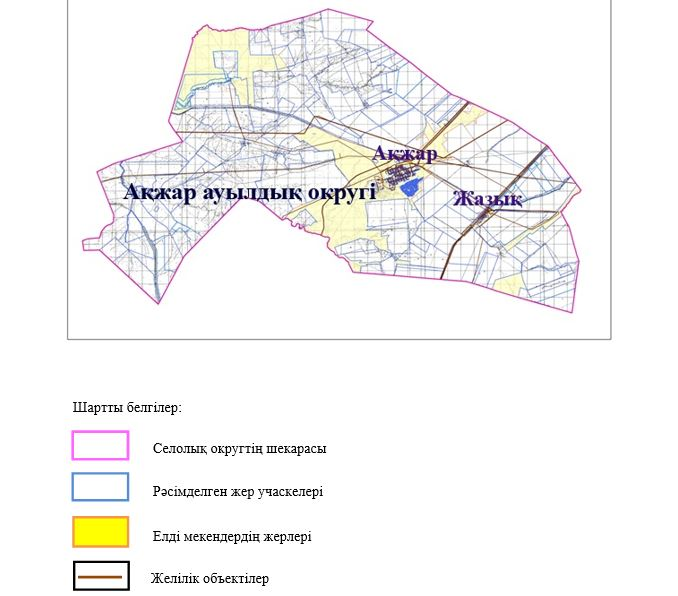 Ақжар
Ақжар ауылдық округі
Жазық
Шартты белгілер:
Селолық округтің шекарасы
Рәсімделген жер учаскелері
Елді мекендердің жерлері
Желілік объектілер